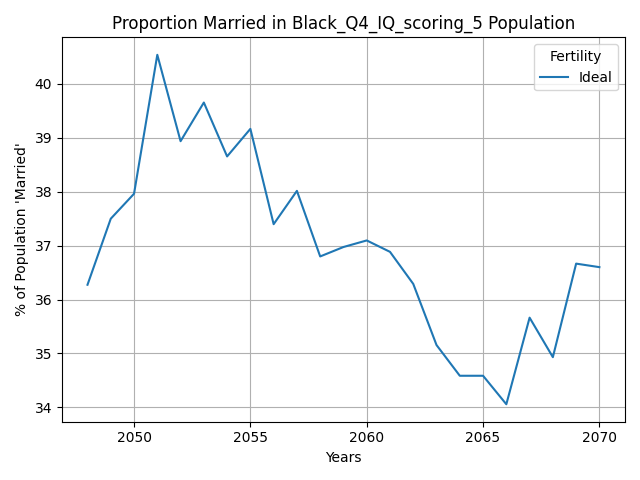 Proportion Married in Black_Q4_IQ_scoring_5 Population
Fertility
Ideal
% of Population 'Married'
40
39
38
37
36
35
34
2050
2055
2060
2065
2070
Years